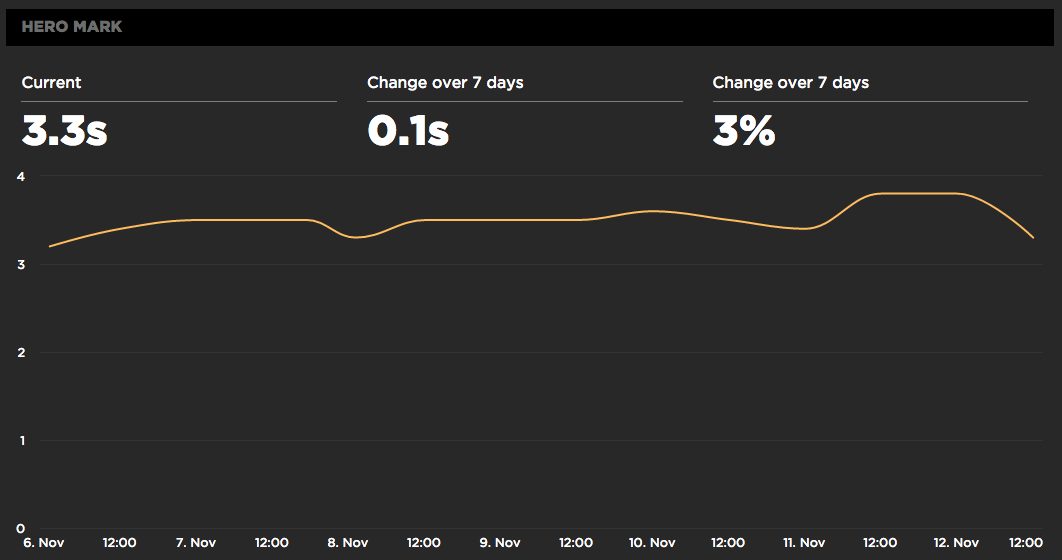 HERO MARK
Current Change over 7 days Change over 7 days
3.3s 0.1s 3%
4
3
2
1
0
6. Nov 12:00 7. Nov 12:00 8. Nov 12:00 9. Nov 12:00 10. Nov 12:00 11. Nov 12:00 12. Nov 12:00